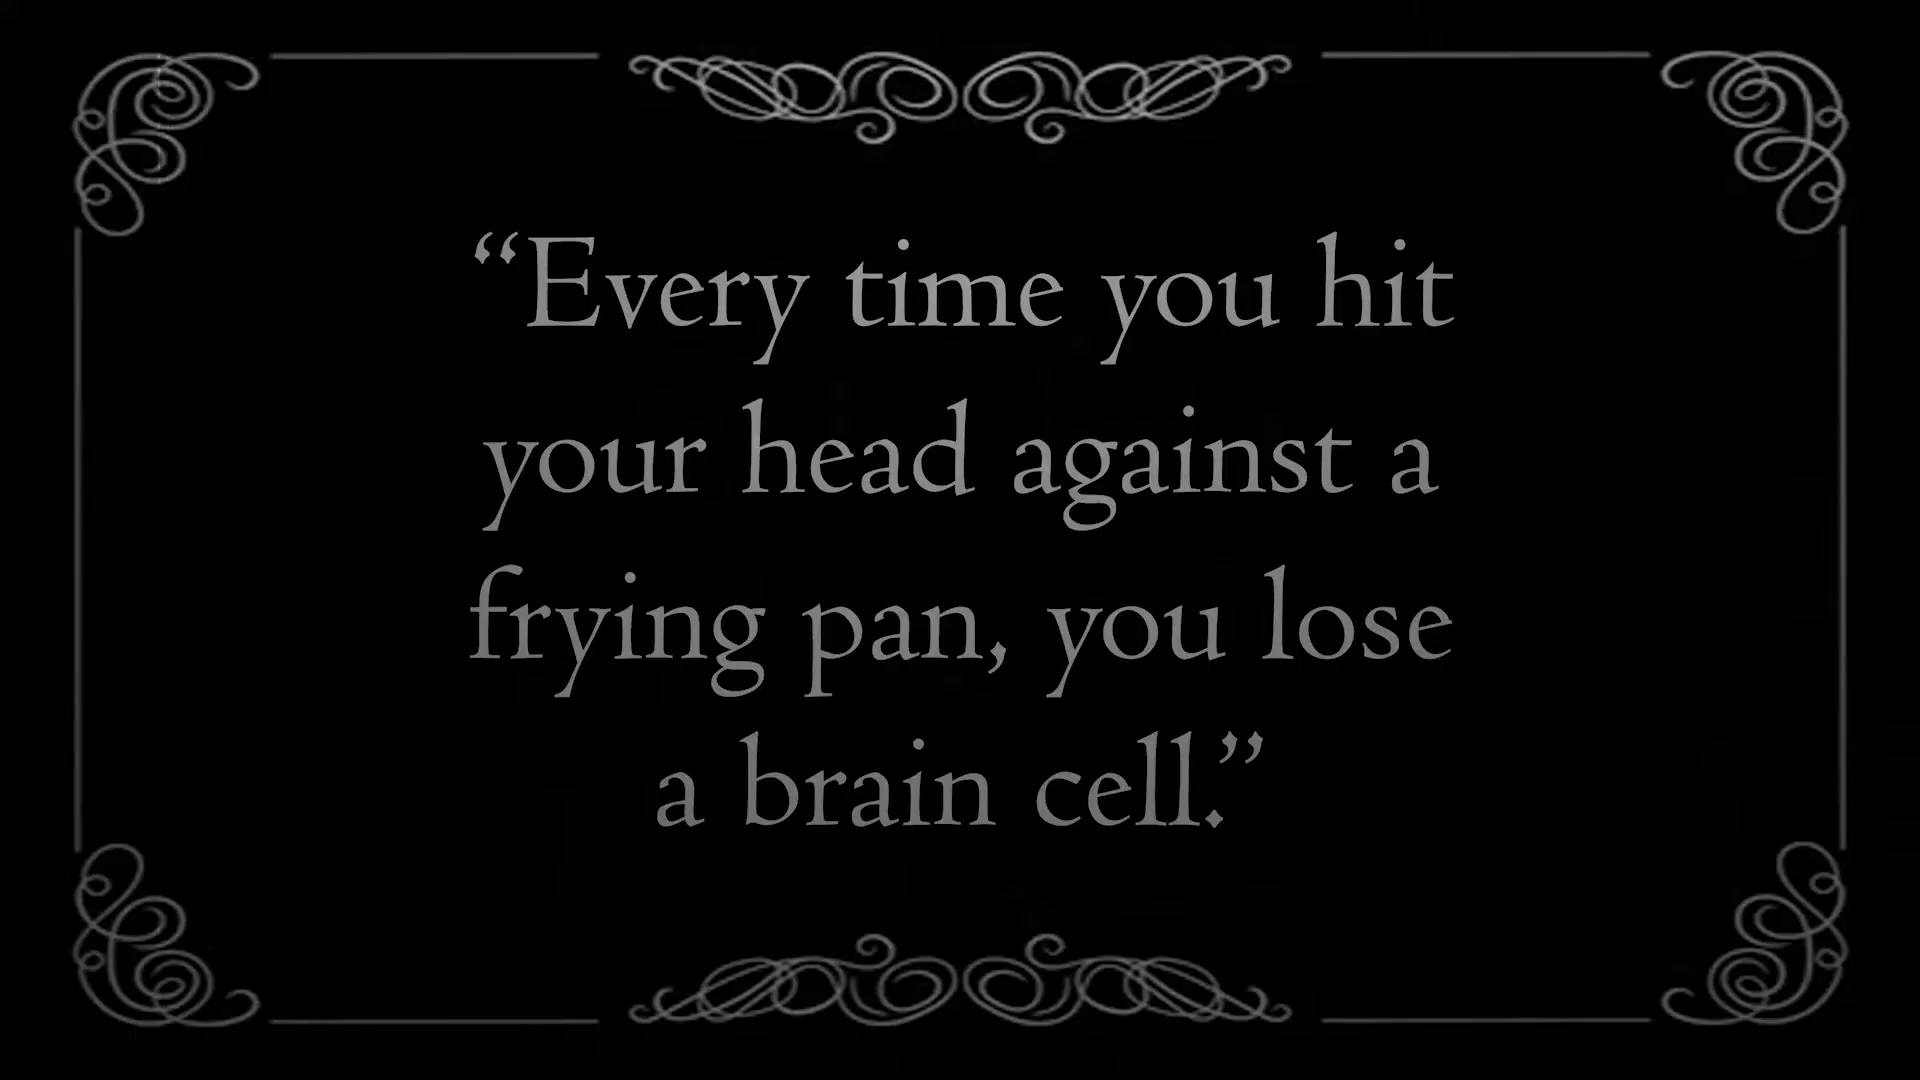 “Every time you hit
your head against a
frying pan, you lose
a brain cell.”